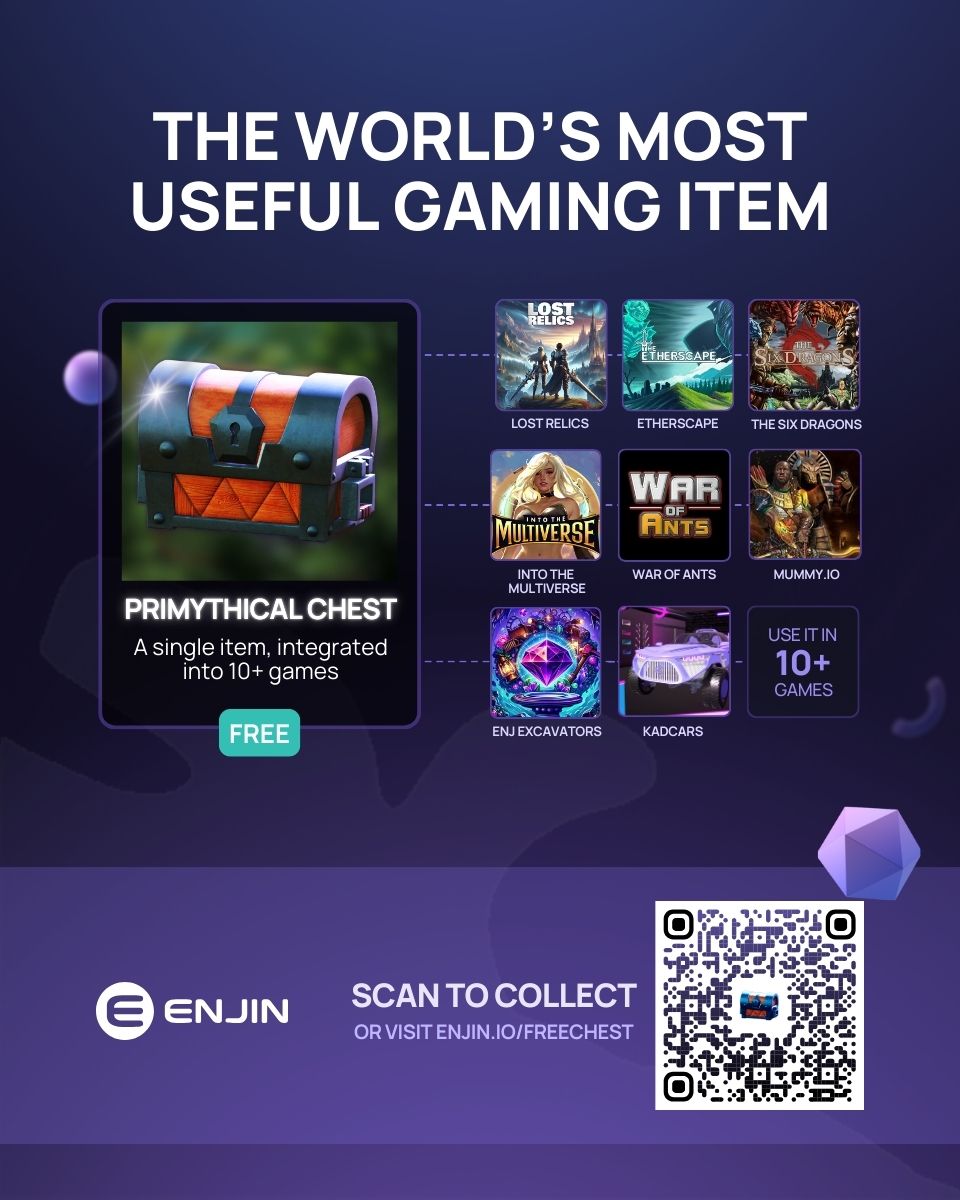 THE WORLD'S MOST
USEFUL GAMING ITEM
PRIMYTHICAL CHEST
A single item, integrated
into 10+ games
FREE
LOST
RELICS
LOST RELICS
THE
ETHERSCAPE
ETHERSCAPE
THE
SIX DRAGONS
THE SIX DRAGONS
INTO THE
MULTIVERSE
INTO THE
MULTIVERSE
WAR
OF
ANTS
WAR OF ANTS
MUMMY.IO
ENJ EXCAVATORS
KADCARS
USE IT IN
10+
GAMES
ENJIN
SCAN TO COLLECT
OR VISIT ENJIN.IO/FREECHEST